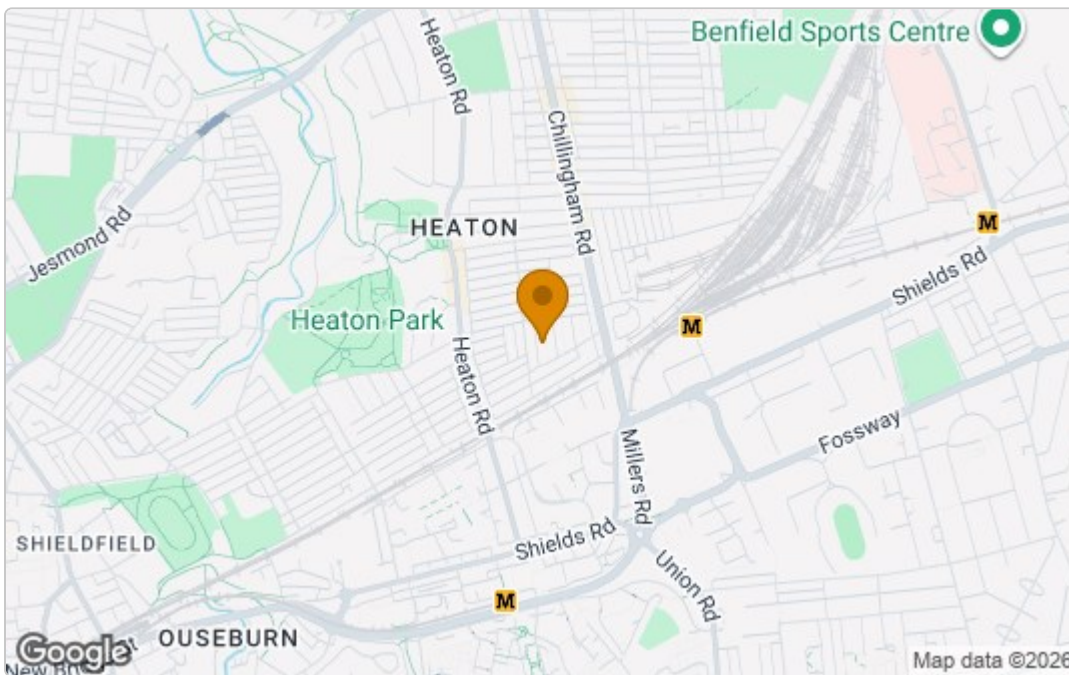 Benfield Sports Centre
Heaton Rd
Chillingham Rd
Jesmond Rd
HEATON
M
Shields Rd
Heaton Park
M
Heaton Rd
Fossway
Millers Rd
SHIELDFIELD
Shields Rd
Union Rd
M
OUSEBURN
Google
New
Map data ©2026